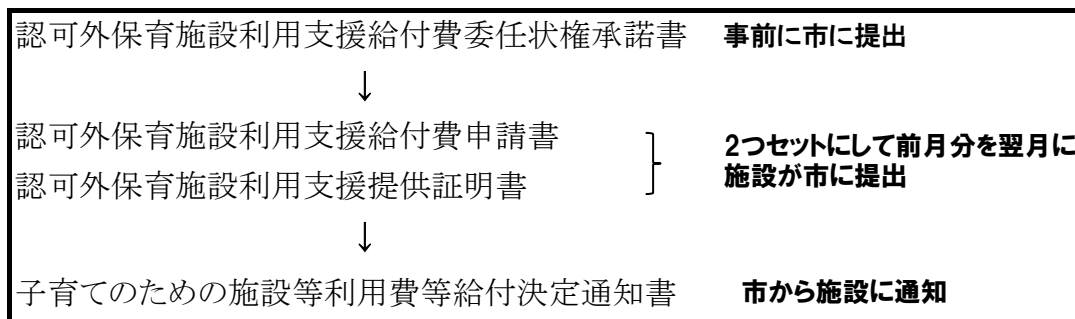 認可外保育施設利用支援給付費委任状権承諾書 事前に市に提出
↓
認可外保育施設利用支援給付費申請書
認可外保育施設利用支援提供証明書
2つセットにして前月分を翌月に
施設が市に提出
↓
子育てのための施設等利用費等給付決定通知書 市から施設に通知